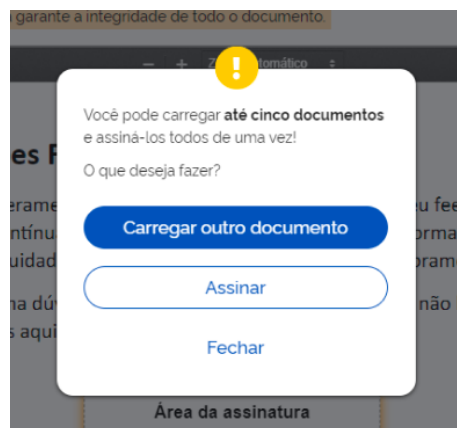 garante a integridade de todo o documento.
Você pode carregar até cinco documentos
e assiná-los todos de uma vez!
O que deseja fazer?
Carregar outro documento
Assinar
Fechar
Área da assinatura